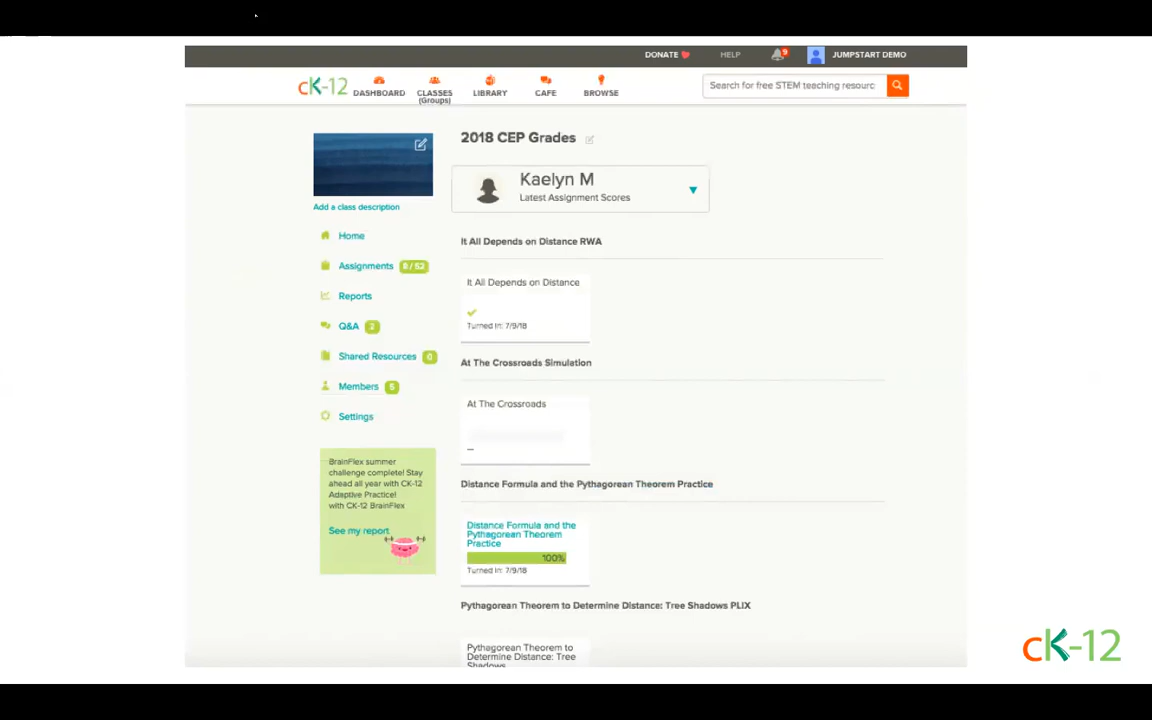 DONATE
HELP
9
JUMPSTART DEMO
cK-12
DASHBOARD
CLASSES
(Groups)
LIBRARY
CAFE
BROWSE
Search for free STEM teaching resourc
2018 CEP Grades
Kaelyn M
Latest Assignment Scores
Add a class description
Home
Assignments 8 / 52
Reports
Q&A 2
Shared Resources 0
Members 5
Settings
BrainFlex summer
challenge complete! Stay
ahead all year with CK-12
Adaptive Practice!
with CK-12 BrainFlex
See my report
It All Depends on Distance RWA
It All Depends on Distance
Turned In: 7/9/18
At The Crossroads Simulation
At The Crossroads
–
Distance Formula and the Pythagorean Theorem Practice
Distance Formula and the
Pythagorean Theorem
Practice
100%
Turned In: 7/9/18
Pythagorean Theorem to Determine Distance: Tree Shadows PLIX
Pythagorean Theorem to
Determine Distance: Tree
Shadows
cK-12